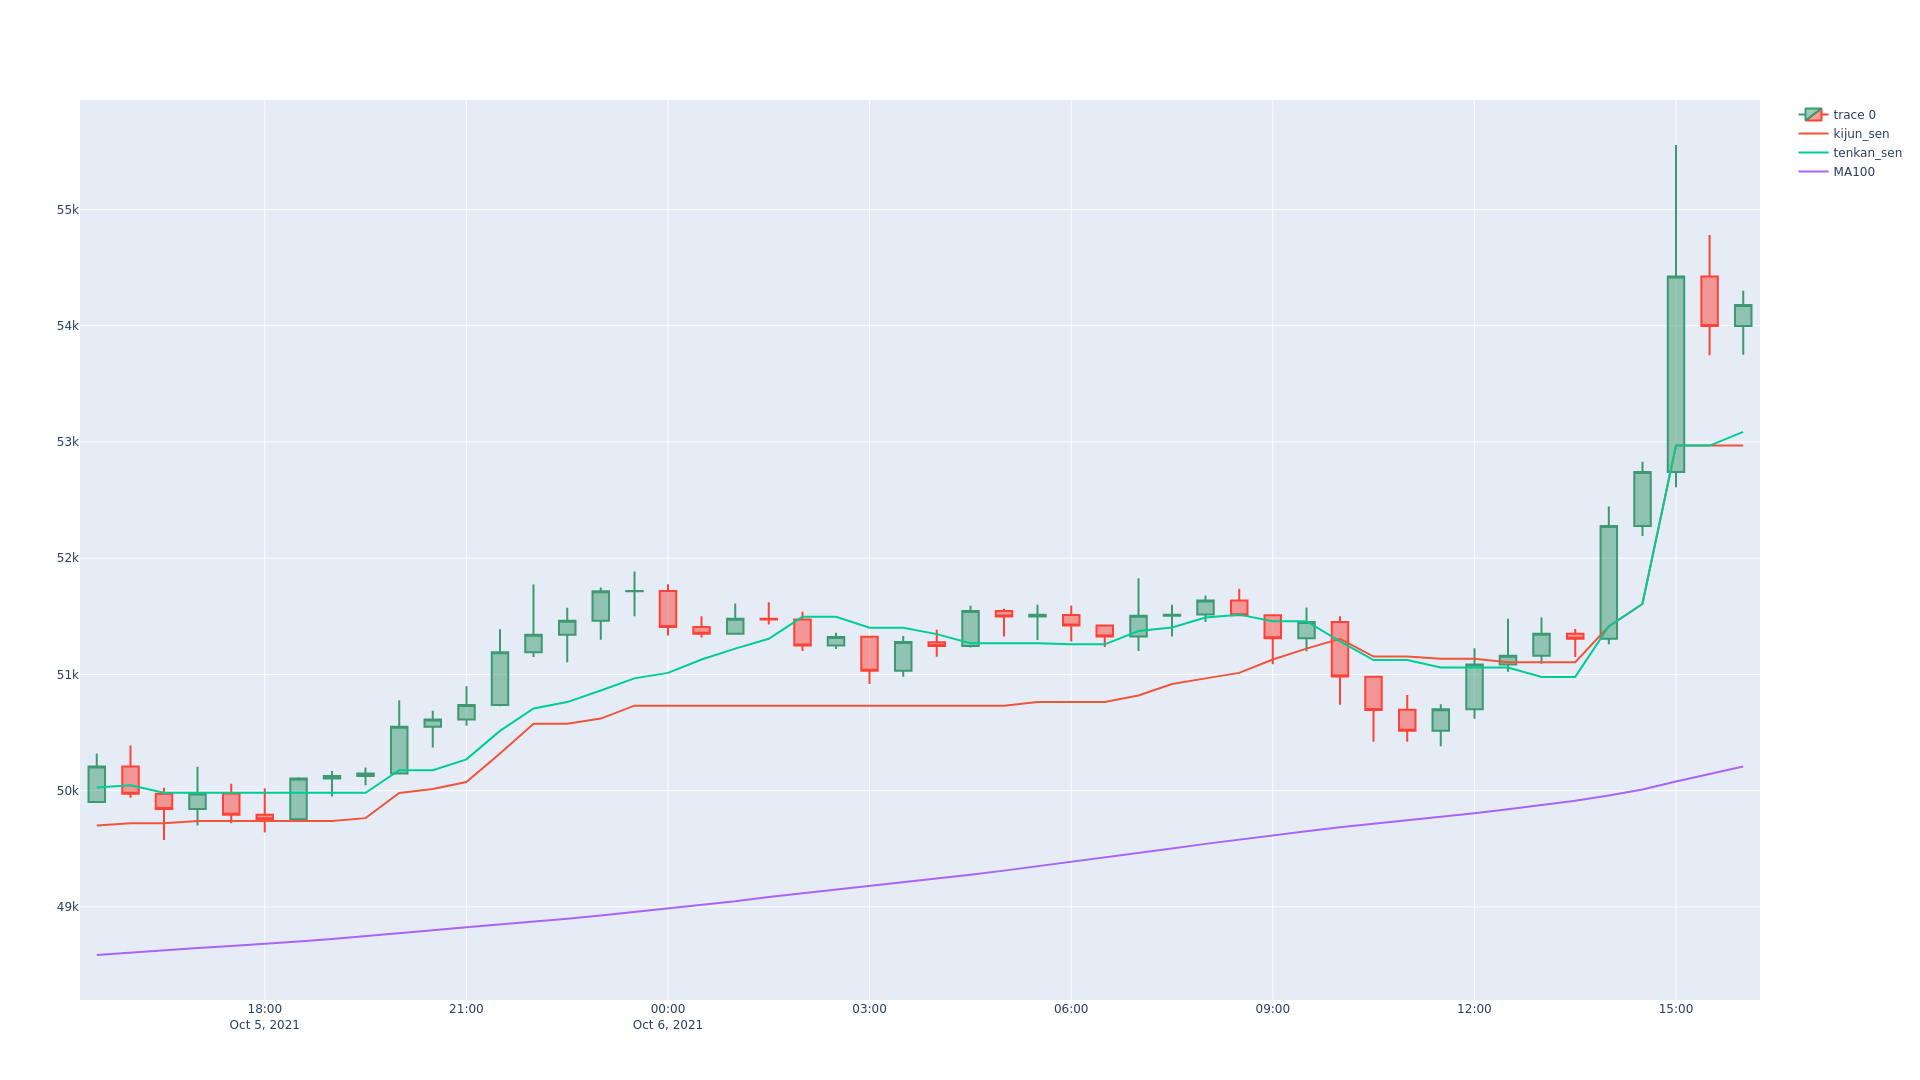 trace 0
kijun_sen
tenkan_sen
MA100
55k
54k
53k
52k
51k
50k
49k
18:00
Oct 5, 2021
21:00
00:00
Oct 6, 2021
03:00
06:00
09:00
12:00
15:00